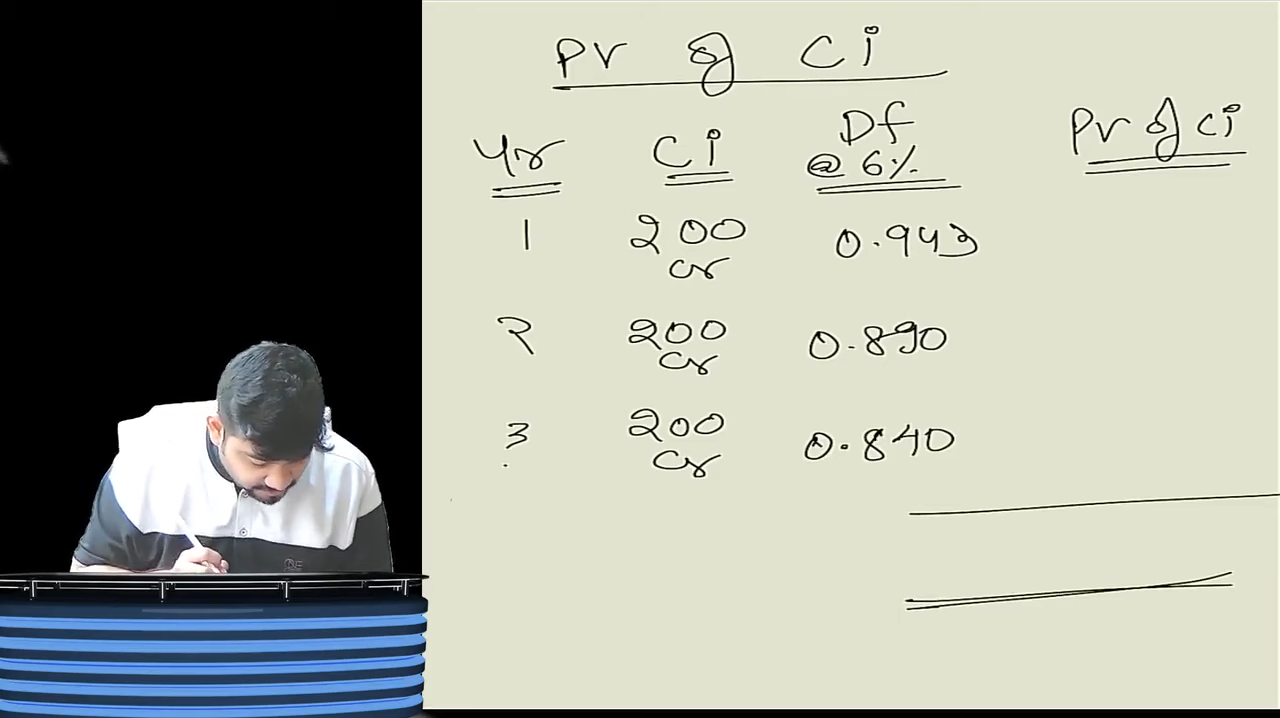 PV of Ci
Yr Ci Df @ 6% PV of Ci
1 200 cr 0.943
2 200 cr 0.890
3 200 cr 0.840